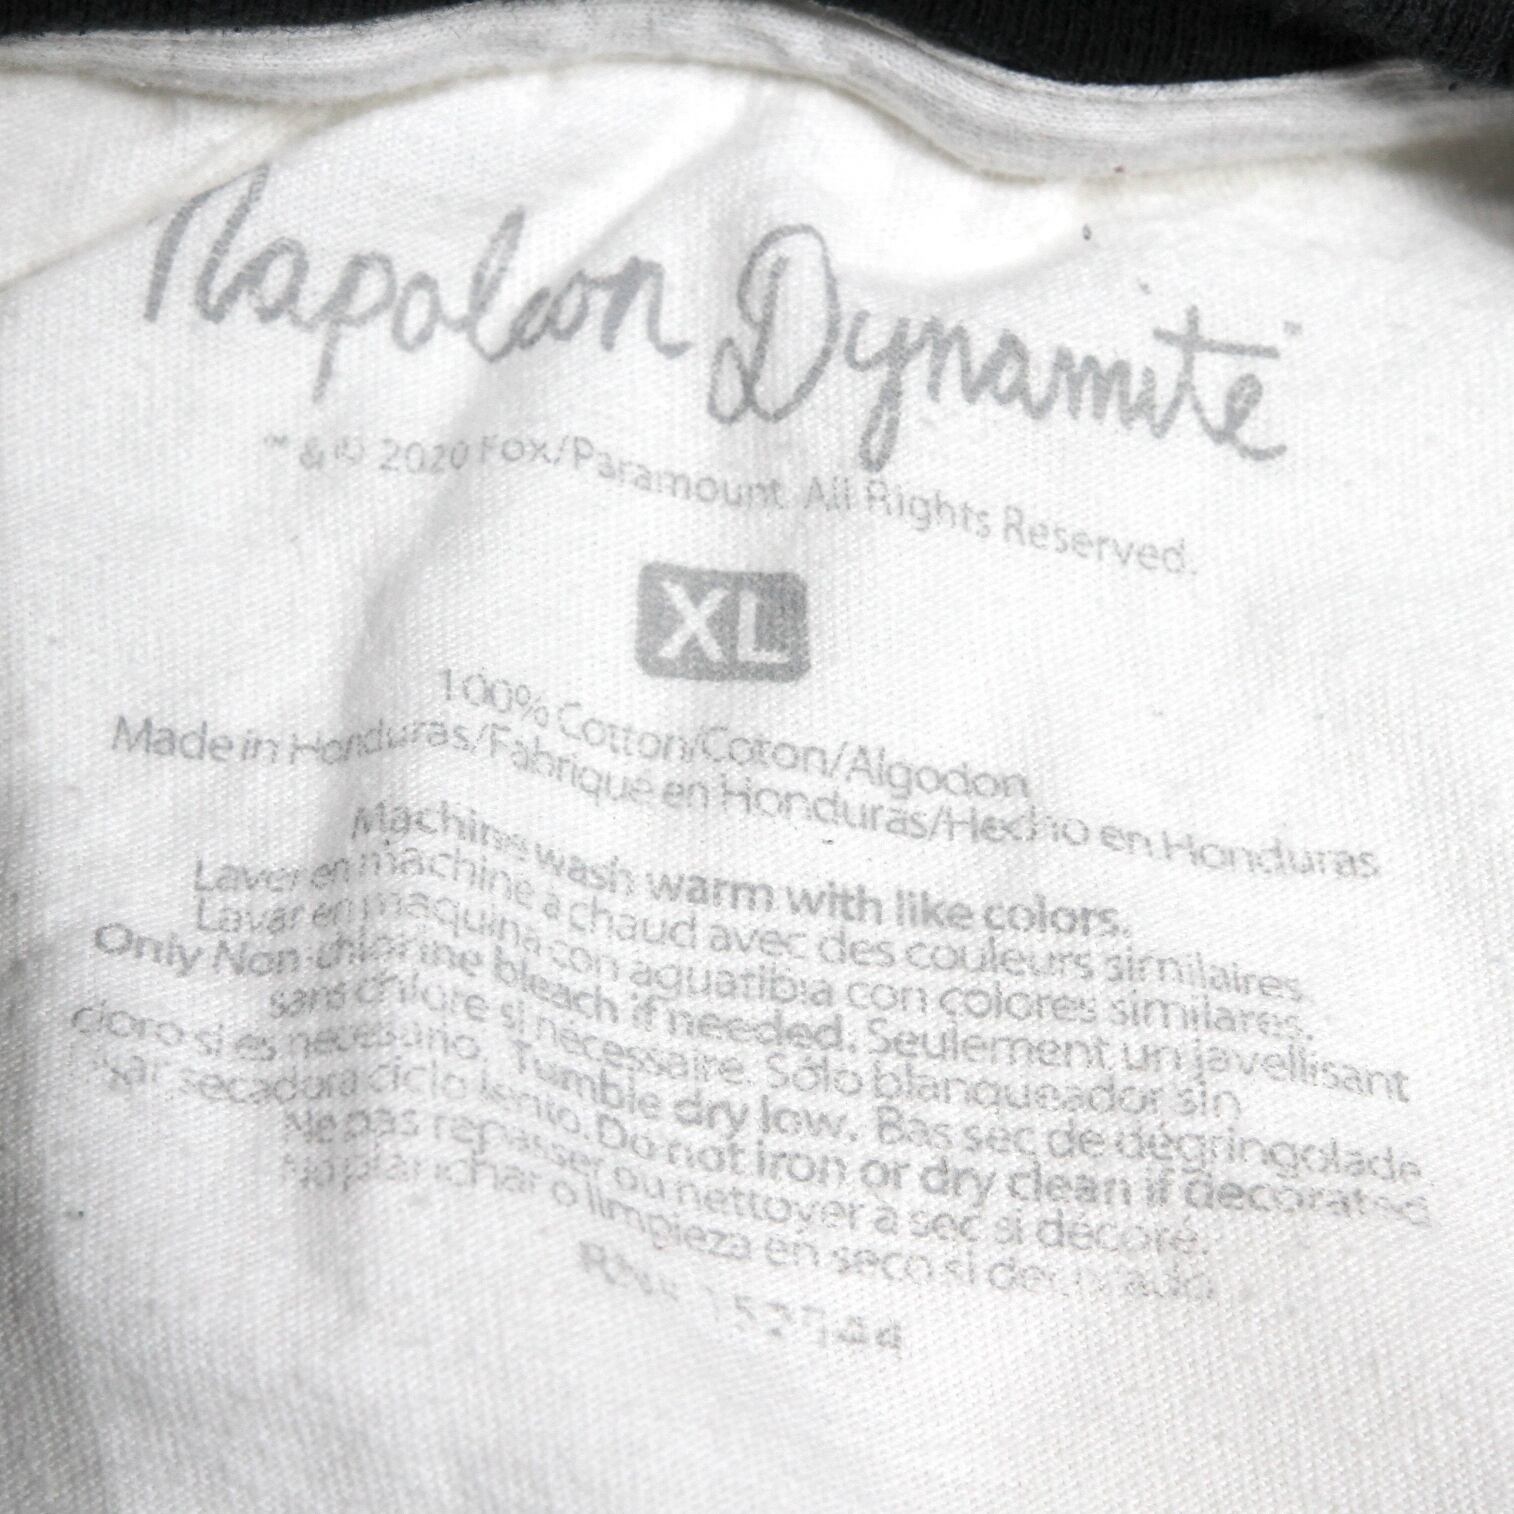 Napoleon Dynamite™
™ & © 2020 Fox/Paramount. All Rights Reserved.
XL
100% Cotton/Coton/Algodon
Made in Honduras/Fabriqué en Honduras/Hecho en Honduras
Machine wash warm with like colors.
Laver en machine à chaud avec des couleurs similaires.
Lavar en maquina con agua tibia con colores similares.
Only Non-chlorine bleach if needed. Seulement un javellisant
sans chlore si nécessaire. Sólo blanqueador sin
cloro si es necesario. Tumble dry low. Bas sec de dégringolade.
secadora ciclo lento. Do not iron or dry clean if decorated
Ne pas repasser ou nettoyer à sec si décoré.
No planchar o limpieza en seco si decorado.